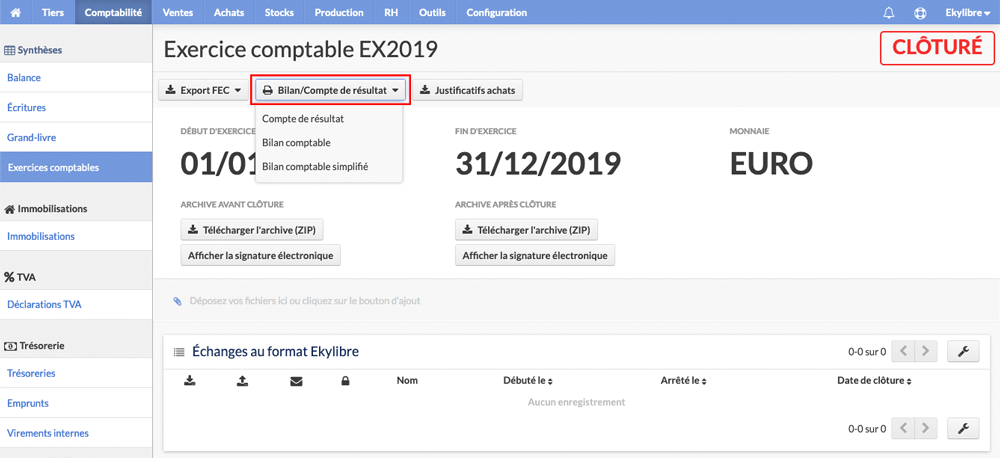 Tiers Comptabilité Ventes Achats Stocks Production RH Outils Configuration Ekylibre
Synthèses
Balance
Écritures
Grand-livre
Exercices comptables
Immobilisations
Immobilisations
TVA
Déclarations TVA
Trésorerie
Trésoreries
Emprunts
Virements internes
Exercice comptable EX2019
CLÔTURÉ
Export FEC Bilan/Compte de résultat Justificatifs achats
Compte de résultat
Bilan comptable
Bilan comptable simplifié
DÉBUT D'EXERCICE FIN D'EXERCICE MONNAIE
01/01 31/12/2019 EURO
ARCHIVE AVANT CLÔTURE ARCHIVE APRÈS CLÔTURE
Télécharger l'archive (ZIP) Télécharger l'archive (ZIP)
Afficher la signature électronique Afficher la signature électronique
Déposez vos fichiers ici ou cliquez sur le bouton d'ajout
Échanges au format Ekylibre 0-0 sur 0
Nom Débuté le Arrêté le Date de clôture
Aucun enregistrement
0-0 sur 0